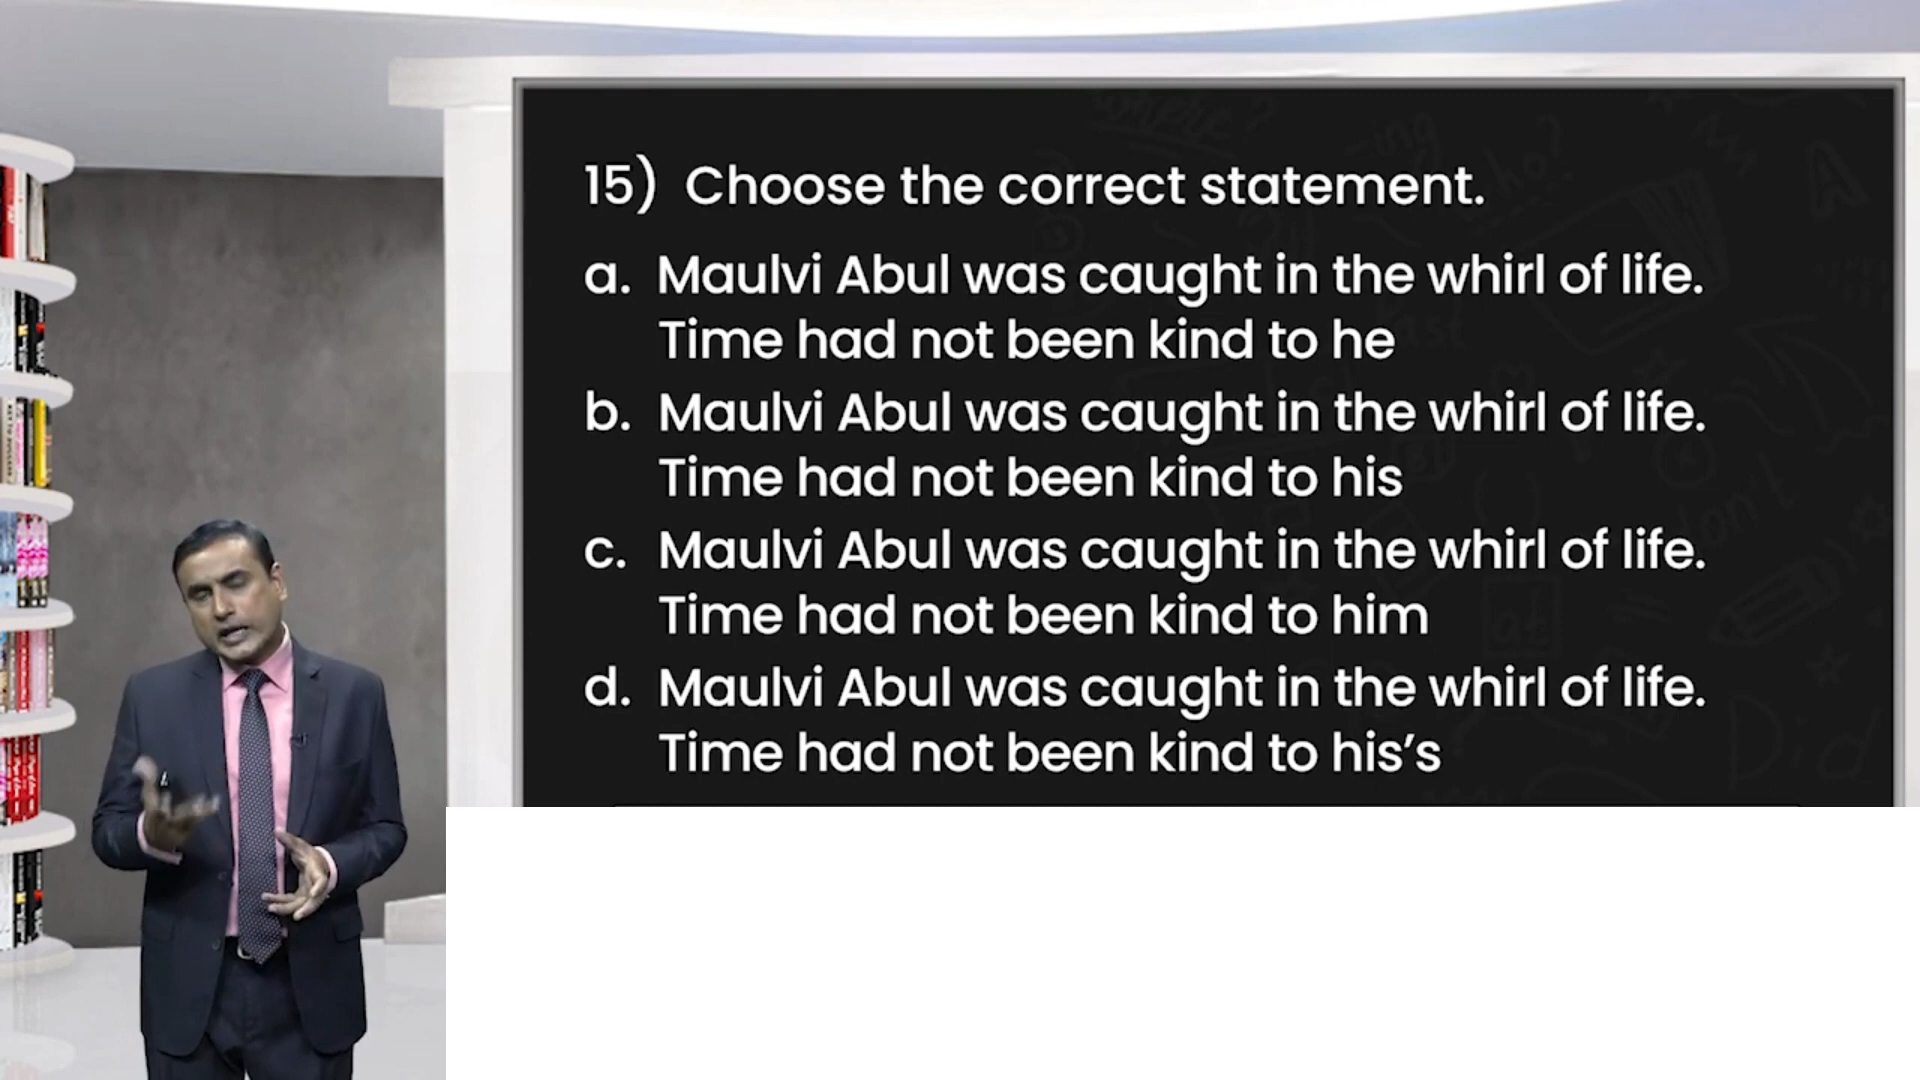 15) Choose the correct statement.
a. Maulvi Abul was caught in the whirl of life.
Time had not been kind to he
b. Maulvi Abul was caught in the whirl of life.
Time had not been kind to his
c. Maulvi Abul was caught in the whirl of life.
Time had not been kind to him
d. Maulvi Abul was caught in the whirl of life.
Time had not been kind to his’s